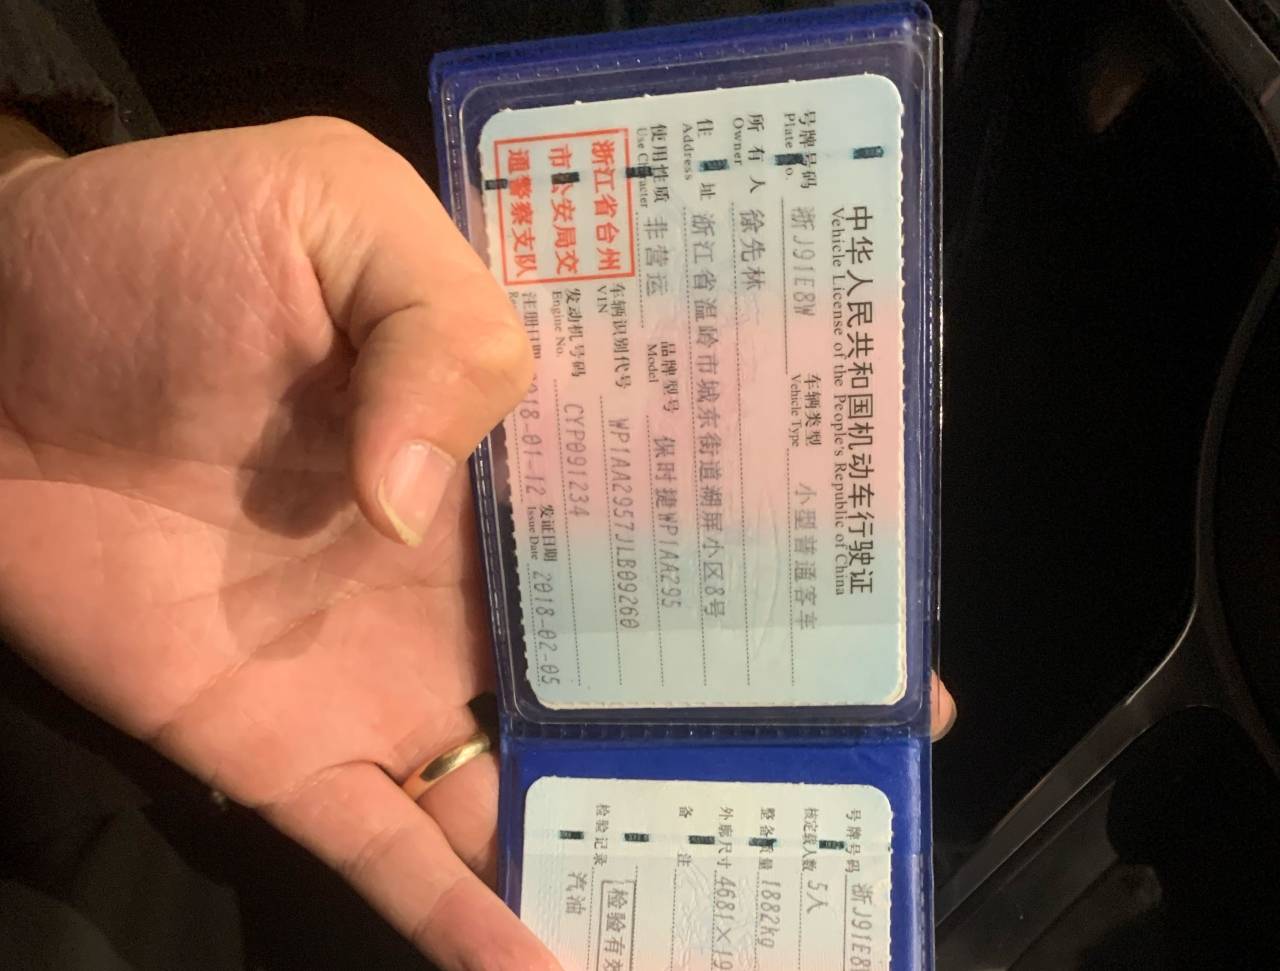 中华人民共和国机动车行驶证
Vehicle License of the People's Republic of China
号牌号码 浙J91E8W 车辆类型 小型普通客车
Plate No. Vehicle Type
所有人 徐先林
Owner
住址 浙江省温岭市城东街道湖屏小区8号
Address
使用性质 非营运 品牌型号 保时捷WP1AA295
Use Character Model
浙江省台州
市公安局交
通警察支队
车辆识别代号 WP1AA2957JLB09260
VIN
发动机号码 CYP091234
Engine No.
注册日期 2018-01-12 发证日期 2018-02-05
Issue Date
号牌号码 浙J91E8
核定载人数 5人
整备质量 1882kg
外廓尺寸 4681×19
备注
检验有
检验记录 汽油